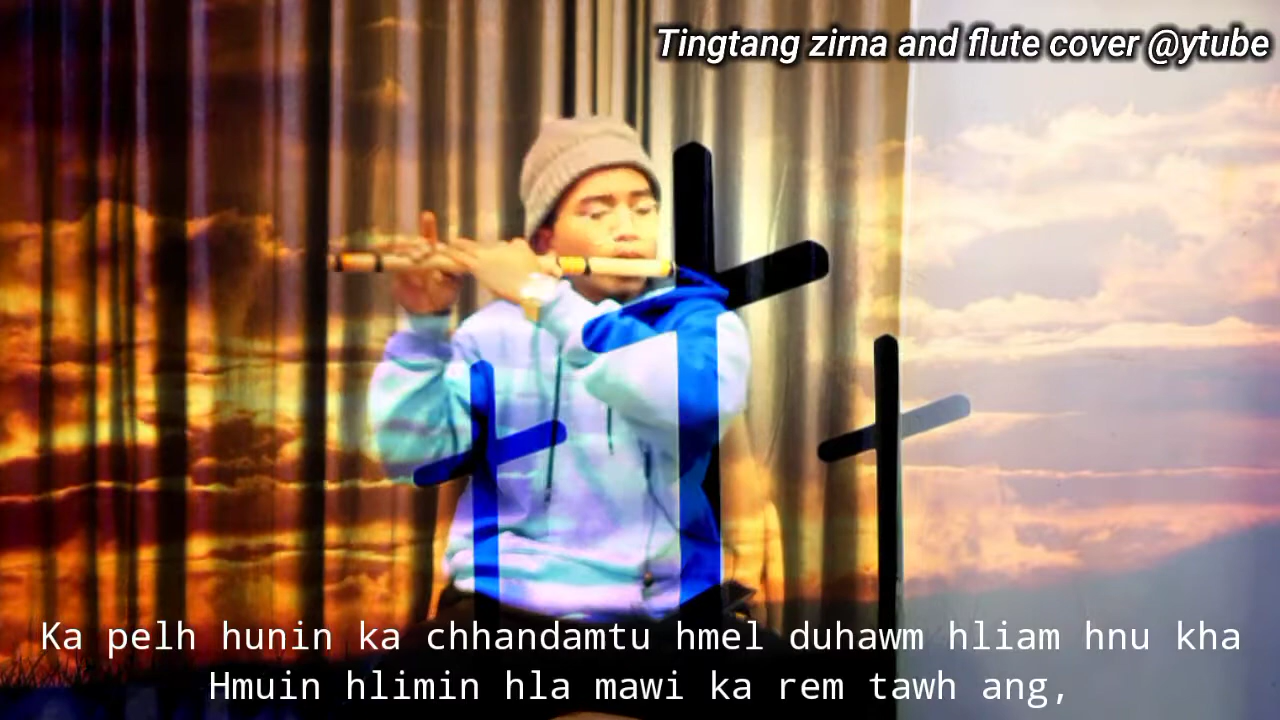 Tingtang zirna and flute cover @ytube
Ka pelh hunin ka chhandamtu hmel duhawm hliam hnu kha
Hmuin hlimin hla mawi ka rem tawh ang,